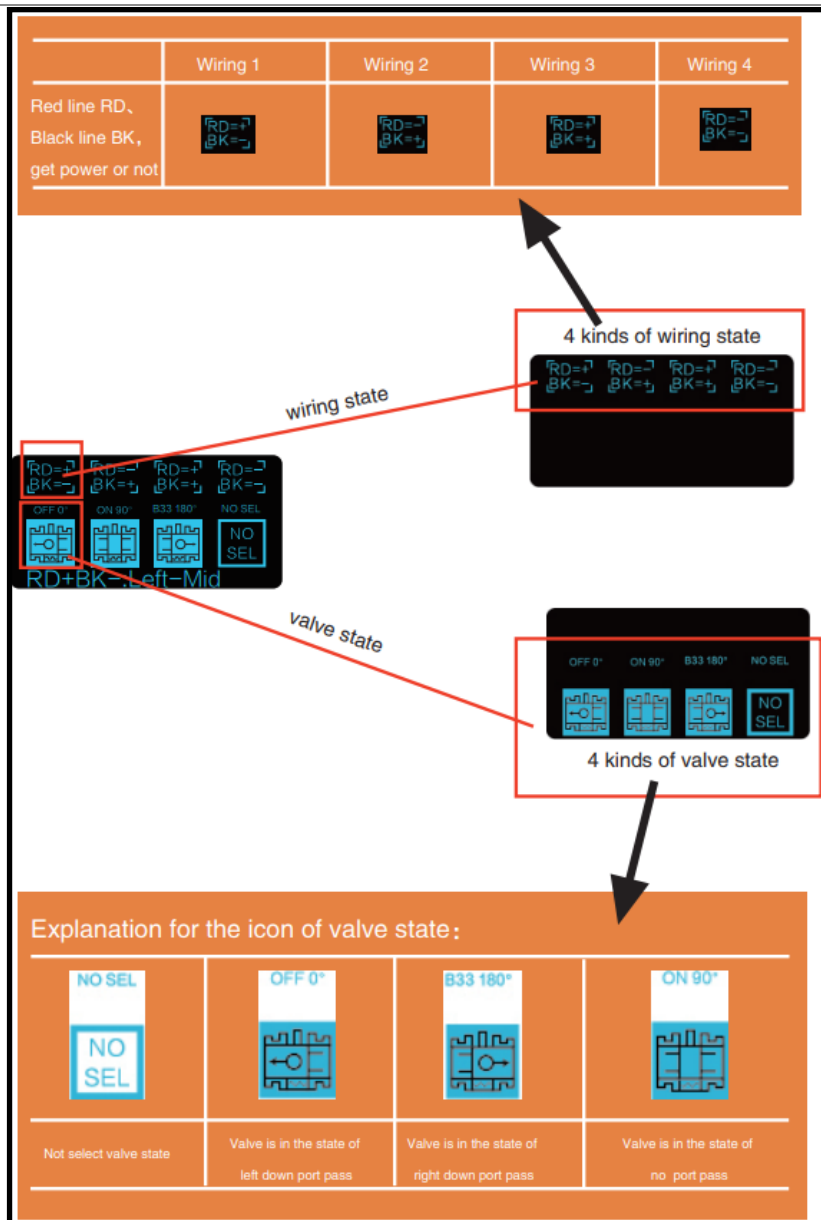 Wiring 1 Wiring 2 Wiring 3 Wiring 4
Red line RD、
Black line BK，
get power or not
RD=+ RD=- RD=+ RD=-
BK=- BK=+ BK=+ BK=-
4 kinds of wiring state
RD=+ RD=- RD=+ RD=-
BK=- BK=+ BK=+ BK=-
wiring state
RD=+ RD=- RD=+ RD=-
BK=- BK=+ BK=+ BK=-
OFF 0° ON 90° B33 180° NO SEL
NO
SEL
RD+BK-:Left-Mid
valve state
OFF 0° ON 90° B33 180° NO SEL
NO
SEL
4 kinds of valve state
Explanation for the icon of valve state：
NO SEL OFF 0° B33 180° ON 90°
NO
SEL
Not select valve state
Valve is in the state of
left down port pass
Valve is in the state of
right down port pass
Valve is in the state of
no port pass